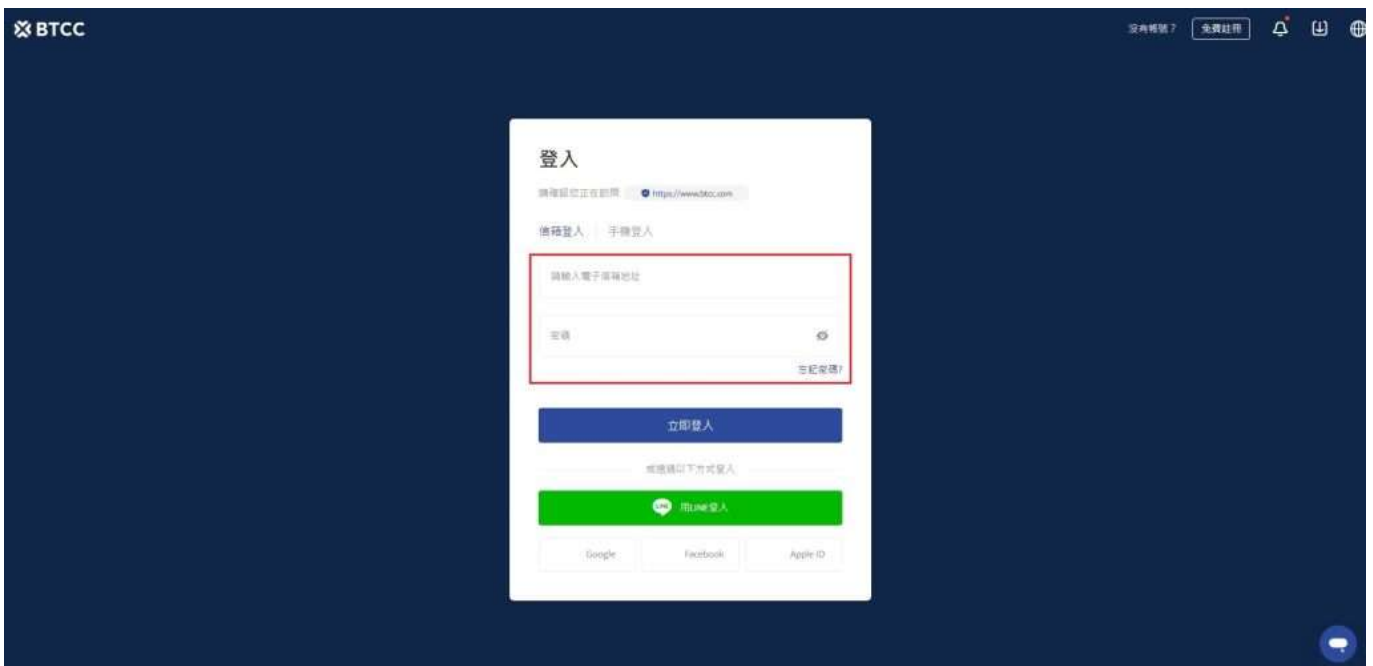 BTCC
沒有帳號？ 免費註冊
登入
請確認您正在訪問 https://www.btcc.com
信箱登入 手機登入
請輸入電子信箱地址
密碼
忘記密碼?
立即登入
或透過以下方式登入
LINE 用LINE登入
Google Facebook Apple ID